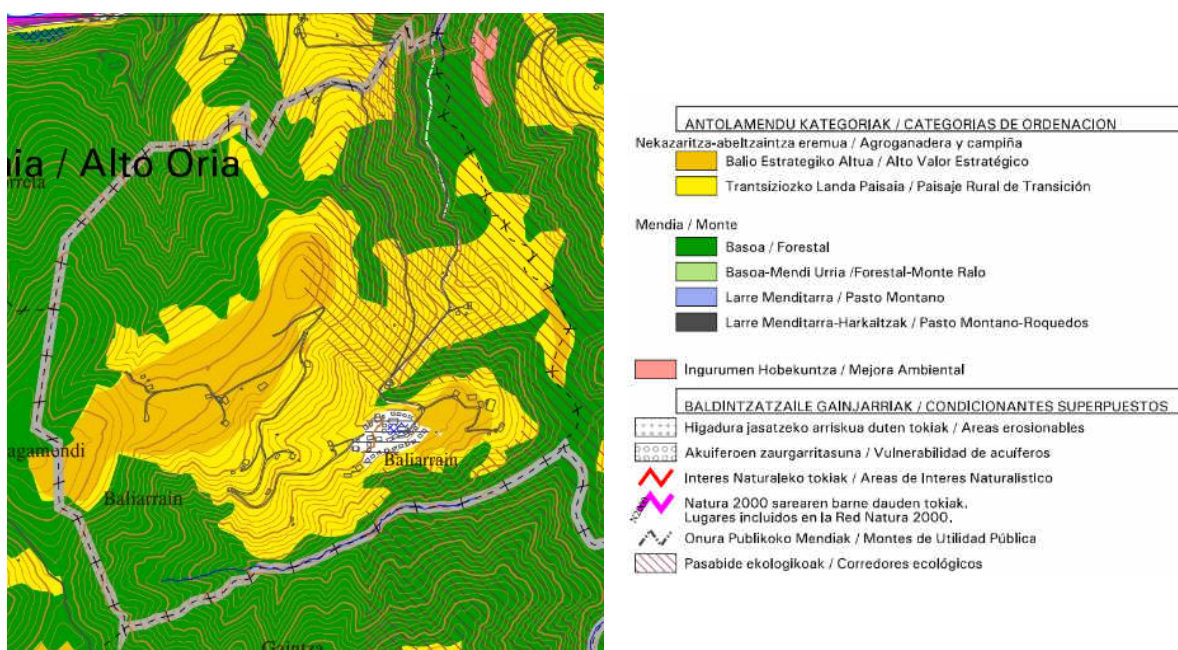 aia / Alto Oria
Baliarrain
Baliarrain
Gaintza
ANTOLAMENDU KATEGORIAK / CATEGORIAS DE ORDENACION
Nekazaritza-abeltzaintza eremua / Agroganadera y campiña
Balio Estrategiko Altua / Alto Valor Estratégico
Trantsiziozko Landa Paisaia / Paisaje Rural de Transición
Mendia / Monte
Basoa / Forestal
Basoa-Mendi Urria /Forestal-Monte Ralo
Larre Menditarra / Pasto Montano
Larre Menditarra-Harkaitzak / Pasto Montano-Roquedos
Ingurumen Hobekuntza / Mejora Ambiental
BALDINTZATZAILE GAINJARRIAK / CONDICIONANTES SUPERPUESTOS
Higadura jasatzeko arriskua duten tokiak / Areas erosionables
Akuiferoen zaurgarritasuna / Vulnerabilidad de acuíferos
Interes Naturaleko tokiak / Areas de Interes Naturalístico
Natura 2000 sarearen barne dauden tokiak.
Lugares incluidos en la Red Natura 2000.
Onura Publikoko Mendiak / Montes de Utilidad Pública
Pasabide ekologikoak / Corredores ecológicos